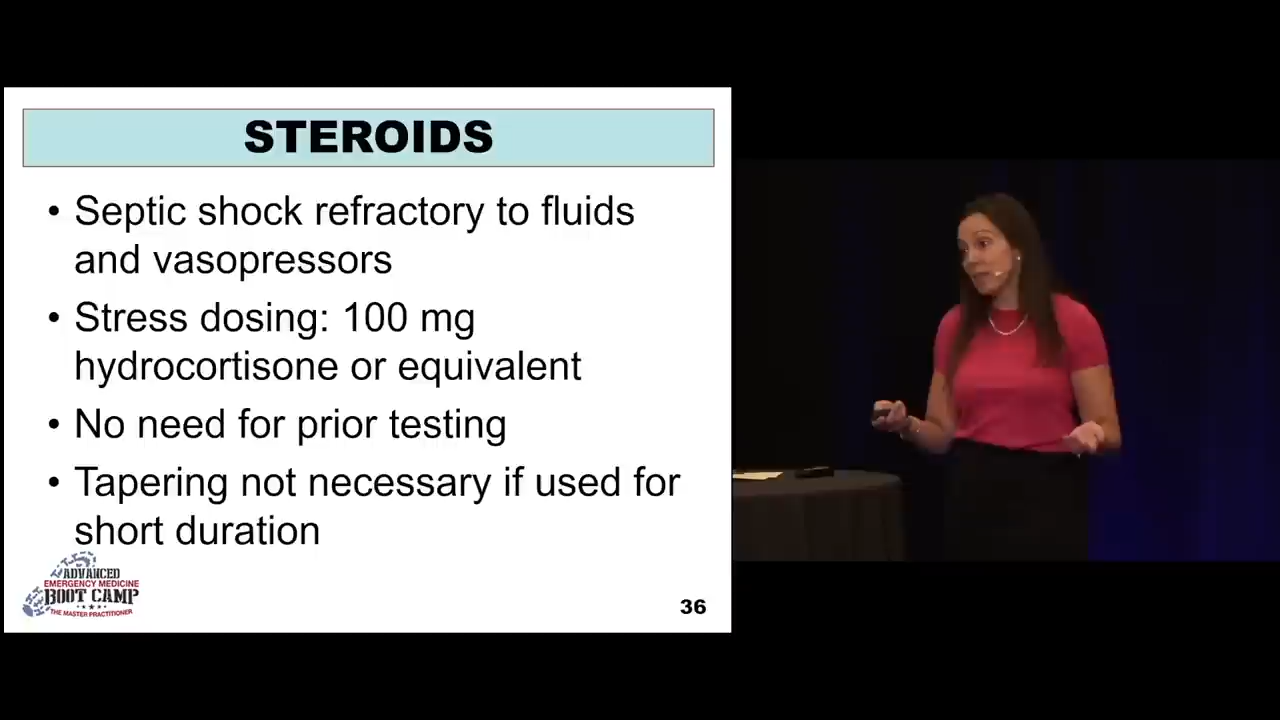 STEROIDS
• Septic shock refractory to fluids
and vasopressors
• Stress dosing: 100 mg
hydrocortisone or equivalent
• No need for prior testing
• Tapering not necessary if used for
short duration
ADVANCED
EMERGENCY MEDICINE
BOOT CAMP
THE MASTER PRACTITIONER
36